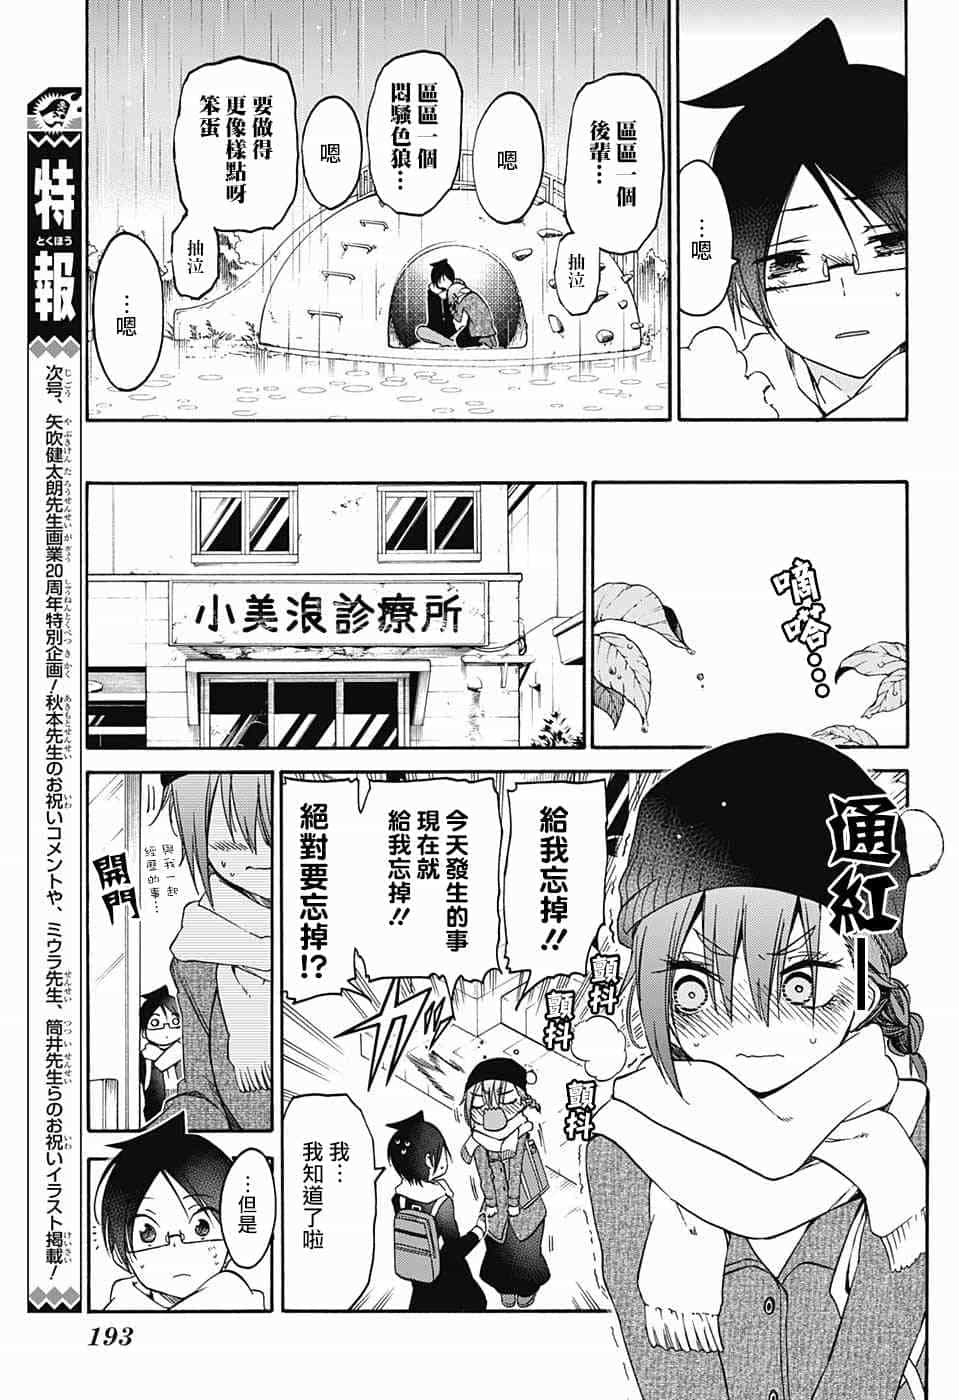 …嗯
區區一個
後輩…
抽泣
嗯
區區一個
悶騷色狼…
嗯
要做得
更像樣點呀
笨蛋
抽泣
…嗯
嘀嗒…
小美浪診療所
通紅—
給我忘掉!!
今天發生的事
現在就
給我忘掉!!
絕對要忘掉!?
顫抖
顫抖
顫抖
我…
我知道了啦
與我一起
經歷的事…
開門
…但是
特報
とくほう
次号、矢吹健太朗先生画業20周年特別企画!秋本先生のお祝いコメントや、ミウラ先生、筒井先生らのお祝いイラスト掲載!
193